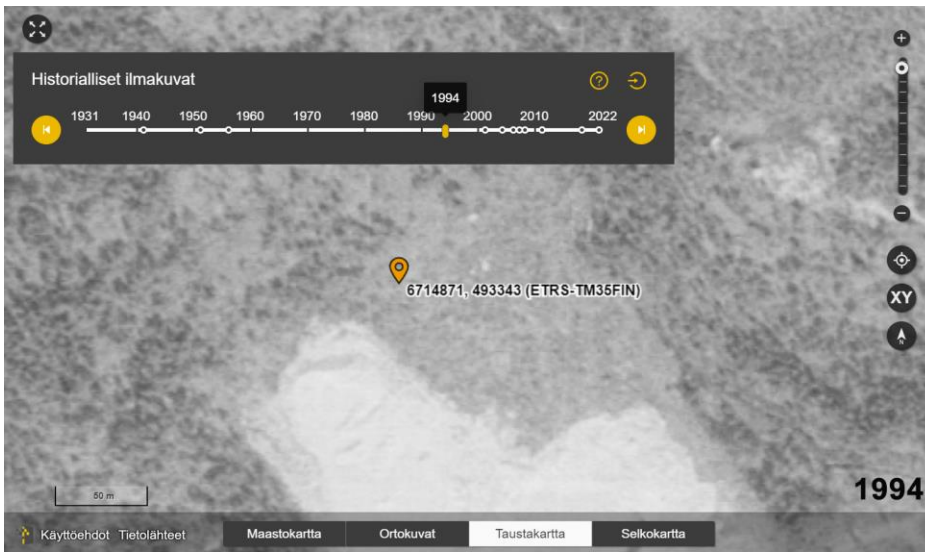 Historialliset ilmakuvat
?
1994
1931 1940 1950 1960 1970 1980 1990 2000 2010 2022
6714871, 493343 (ETRS-TM35FIN)
XY
N
50 m
1994
Käyttöehdot Tietolähteet Maastokartta Ortokuvat Taustakartta Selkokartta